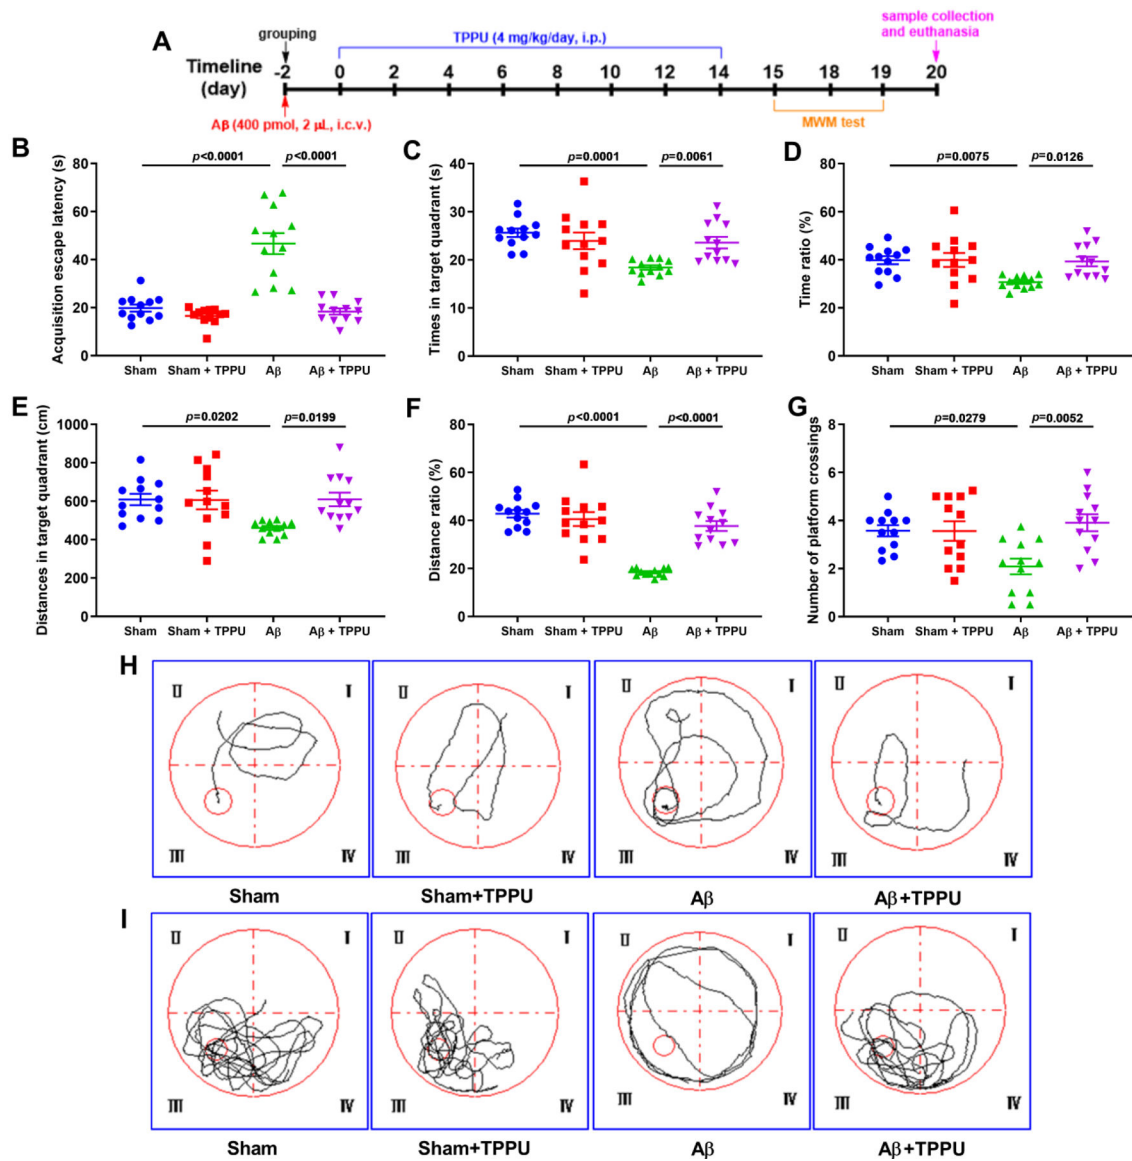 A
grouping
TPPU (4 mg/kg/day, i.p.)
sample collection
and euthanasia
Timeline
(day)
-2 0 2 4 6 8 10 12 14 15 18 19 20
Aβ (400 pmol, 2 μL, i.c.v.)
MWM test
B
Acquisition escape latency (s)
80
60
40
20
0
p<0.0001 p<0.0001
Sham Sham + TPPU Aβ Aβ + TPPU
C
Times in target quadrant (s)
40
30
20
10
0
p=0.0001 p=0.0061
Sham Sham + TPPU Aβ Aβ + TPPU
D
Time ratio (%)
80
60
40
20
0
p=0.0075 p=0.0126
Sham Sham + TPPU Aβ Aβ + TPPU
E
Distances in target quadrant (cm)
1000
800
600
400
200
0
p=0.0202 p=0.0199
Sham Sham + TPPU Aβ Aβ + TPPU
F
Distance ratio (%)
80
60
40
20
0
p<0.0001 p<0.0001
Sham Sham + TPPU Aβ Aβ + TPPU
G
Number of platform crossings
8
6
4
2
0
p=0.0279 p=0.0052
Sham Sham + TPPU Aβ Aβ + TPPU
H
II I II I II I II I
III IV III IV III IV III IV
Sham Sham+TPPU Aβ Aβ+TPPU
I
II I II I II I II I
III IV III IV III IV III IV
Sham Sham+TPPU Aβ Aβ+TPPU